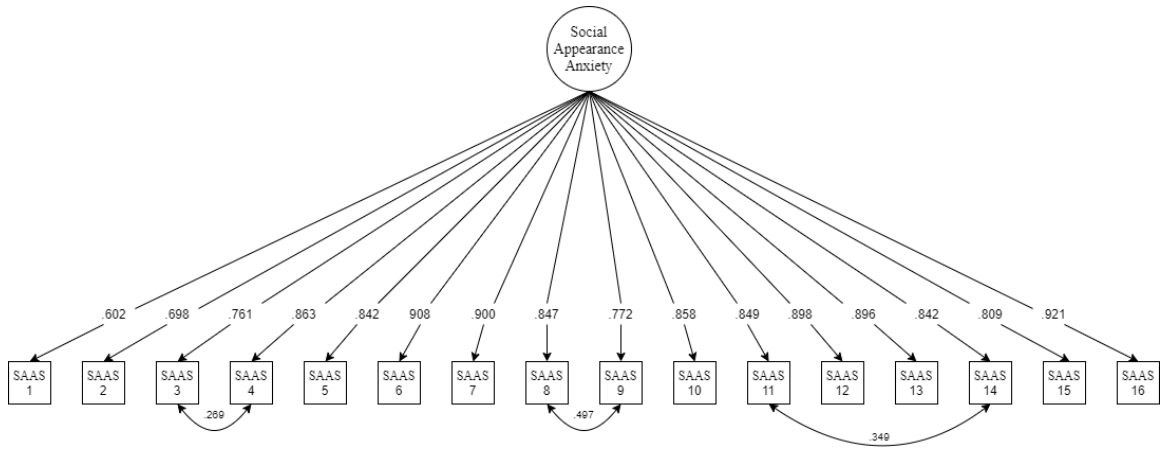 Social
Appearance
Anxiety
.602 .698 .761 .863 .842 908 .900 .847 .772 .858 .849 .898 .896 .842 .809 .921
SAAS SAAS SAAS SAAS SAAS SAAS SAAS SAAS SAAS SAAS SAAS SAAS SAAS SAAS SAAS SAAS
1 2 3 4 5 6 7 8 9 10 11 12 13 14 15 16
.269 .497
.349